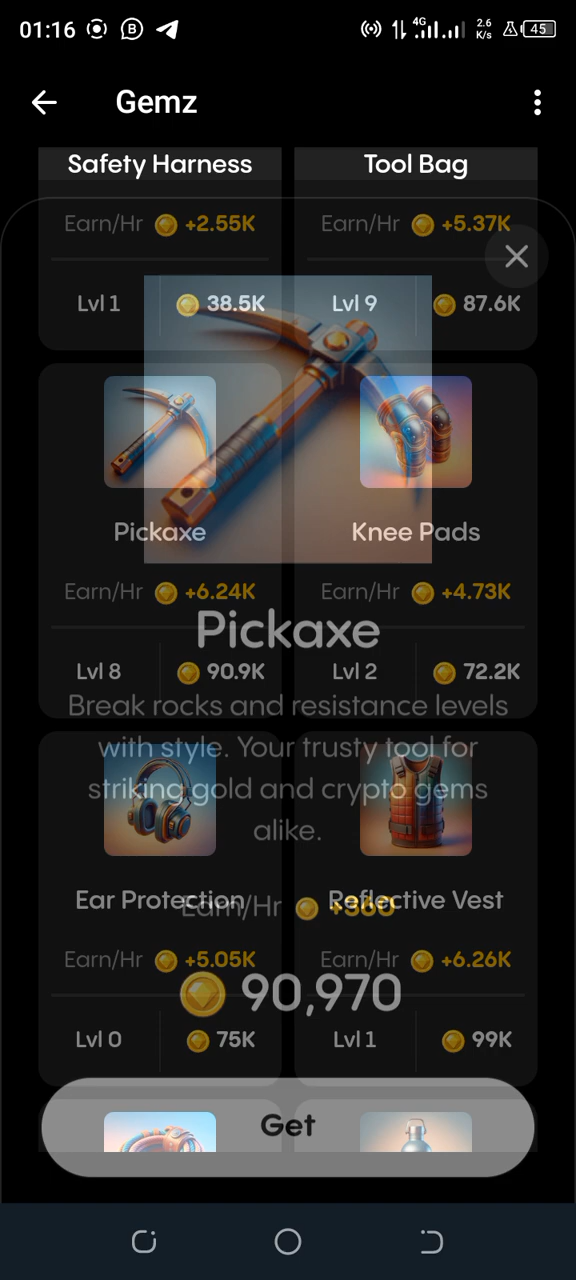 01:16
B
4G
2.6
K/s
45
Gemz
Safety Harness
Tool Bag
Earn/Hr +2.55K
Earn/Hr +5.37K
Lvl 1 38.5K
Lvl 9 87.6K
Pickaxe
Knee Pads
Earn/Hr +6.24K
Earn/Hr +4.73K
Lvl 8 90.9K
Lvl 2 72.2K
Pickaxe
Break rocks and resistance levels
with style. Your trusty tool for
striking gold and crypto gems
alike.
Earn/Hr +960
90,970
Get
Ear Protection
Reflective Vest
Earn/Hr +5.05K
Earn/Hr +6.26K
Lvl 0 75K
Lvl 1 99K